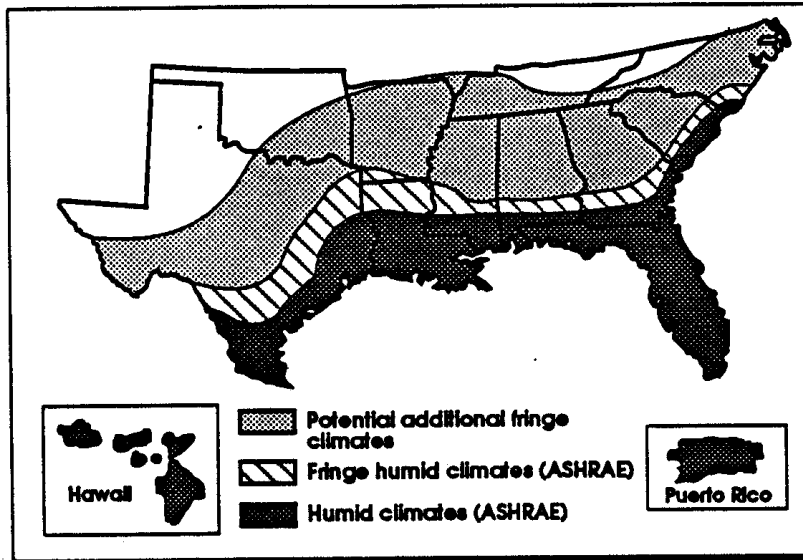 Potential additional fringe
climates
Fringe humid climates (ASHRAE)
Humid climates (ASHRAE)
Hawaii
Puerto Rico